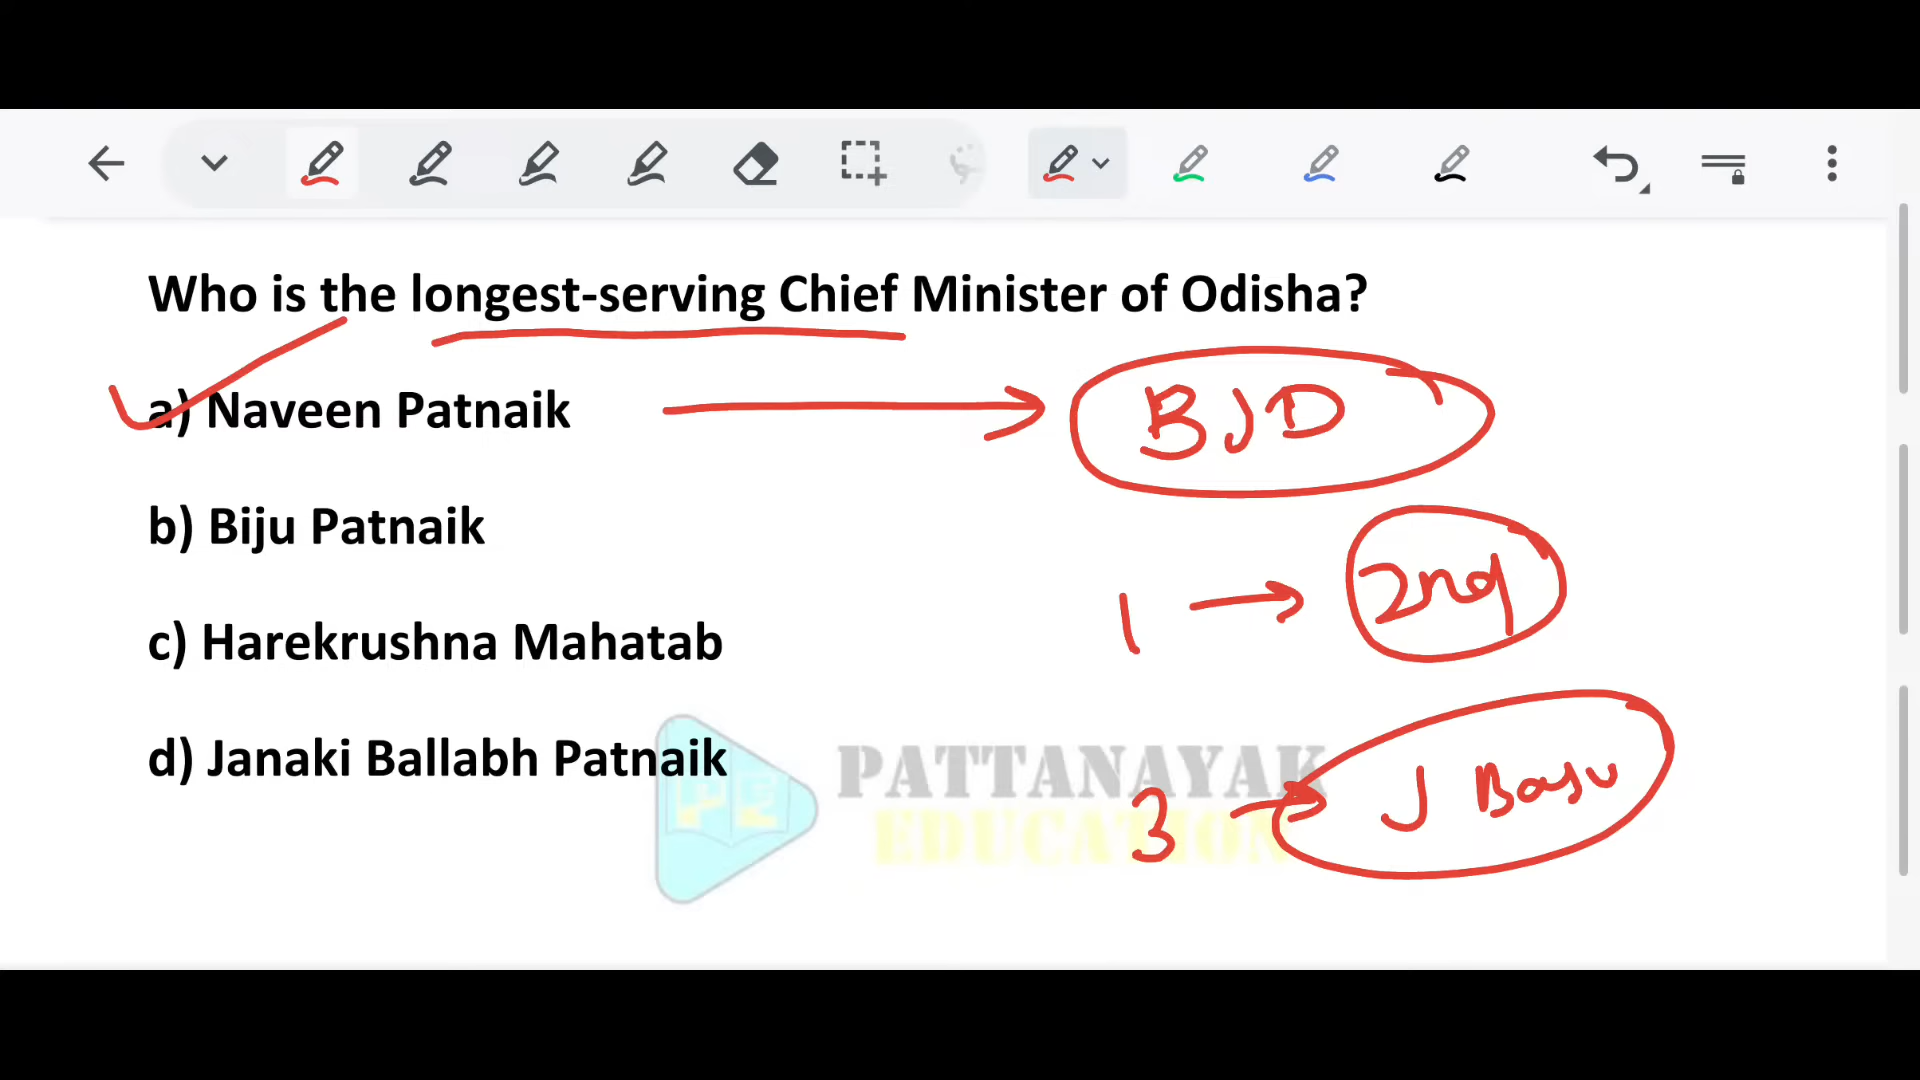 Who is the longest-serving Chief Minister of Odisha?
a) Naveen Patnaik
BJD
b) Biju Patnaik
1 → 2nd
c) Harekrushna Mahatab
d) Janaki Ballabh Patnaik
PATTANAYAK
EDUCATION
3 → J Basu